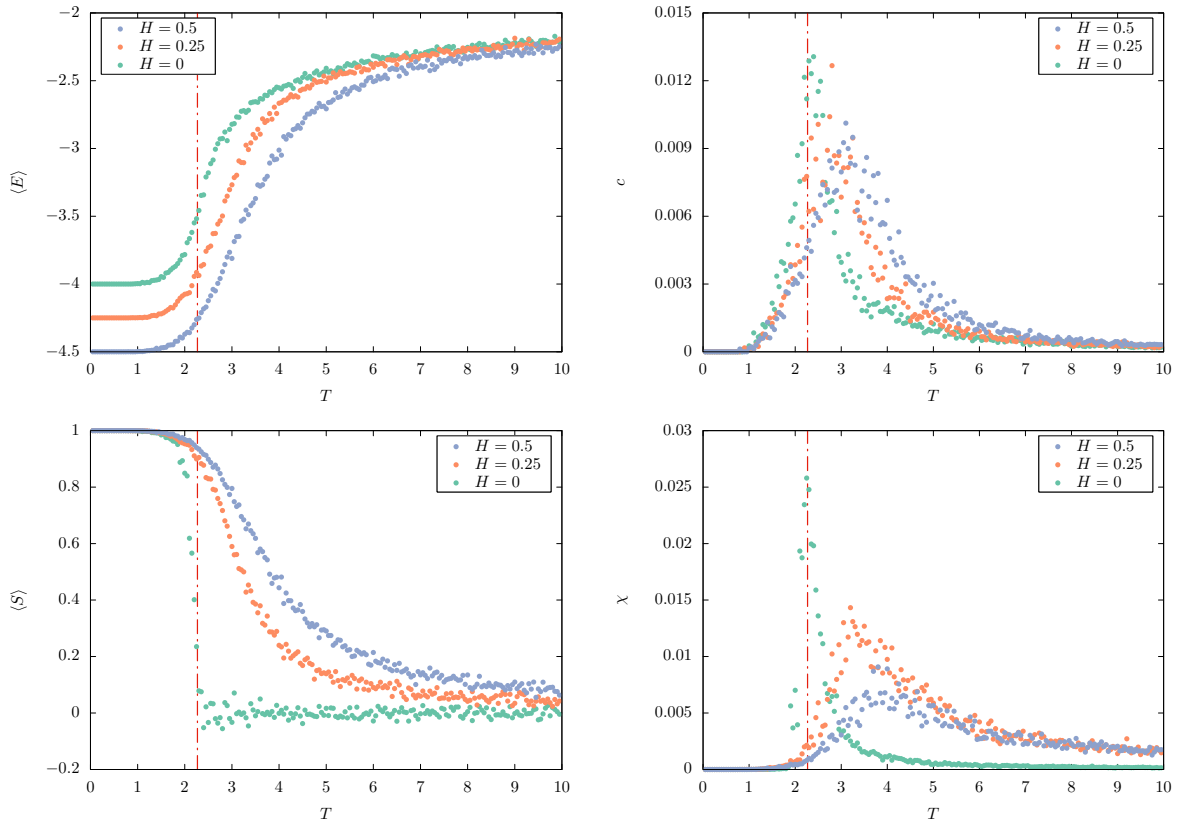 −2
−2.5
−3
−3.5
−4
−4.5
⟨E⟩
H = 0.5
H = 0.25
H = 0
0 1 2 3 4 5 6 7 8 9 10
T
0.015
0.012
0.009
0.006
0.003
0
c
H = 0.5
H = 0.25
H = 0
0 1 2 3 4 5 6 7 8 9 10
T
1
0.8
0.6
0.4
0.2
0
−0.2
⟨S⟩
H = 0.5
H = 0.25
H = 0
0 1 2 3 4 5 6 7 8 9 10
T
0.03
0.025
0.02
0.015
0.01
0.005
0
χ
H = 0.5
H = 0.25
H = 0
0 1 2 3 4 5 6 7 8 9 10
T